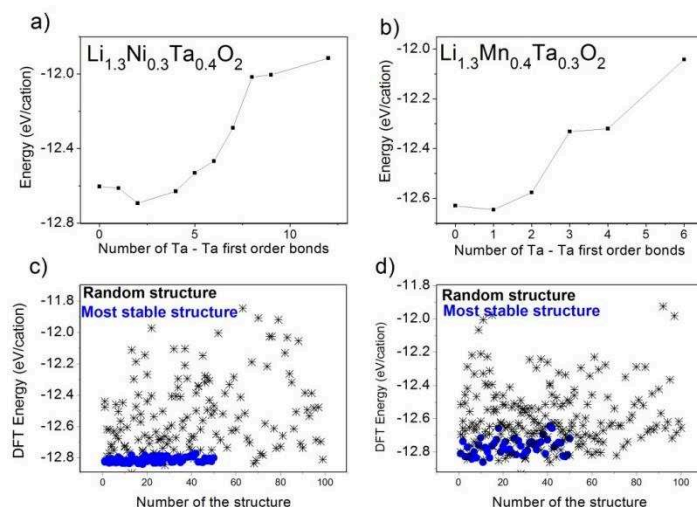 a)
Li1.3Ni0.3Ta0.4O2
Energy (eV/cation)
-12.0
-12.4
-12.8
0 5 10
Number of Ta - Ta first order bonds
b)
Li1.3Mn0.4Ta0.3O2
Energy (eV/cation)
-12.0
-12.2
-12.4
-12.6
0 1 2 3 4 5 6
Number of Ta - Ta first order bonds
c)
Random structure
Most stable structure
DFT Energy (eV/cation)
-11.8
-12.0
-12.2
-12.4
-12.6
-12.8
0 20 40 60 80 100
Number of the structure
d)
Random structure
Most stable structure
DFT Energy (eV/cation)
-11.8
-12.0
-12.2
-12.4
-12.6
-12.8
0 20 40 60 80 100
Number of the structure